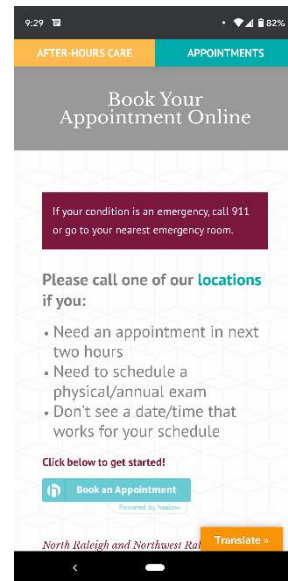 9:29
82%
AFTER-HOURS CARE
APPOINTMENTS
Book Your
Appointment Online
If your condition is an emergency, call 911
or go to your nearest emergency room.
Please call one of our locations
if you:
• Need an appointment in next
two hours
• Need to schedule a
physical/annual exam
• Don't see a date/time that
works for your schedule
Click below to get started!
Book an Appointment
Powered by healow
North Raleigh and Northwest
Translate »